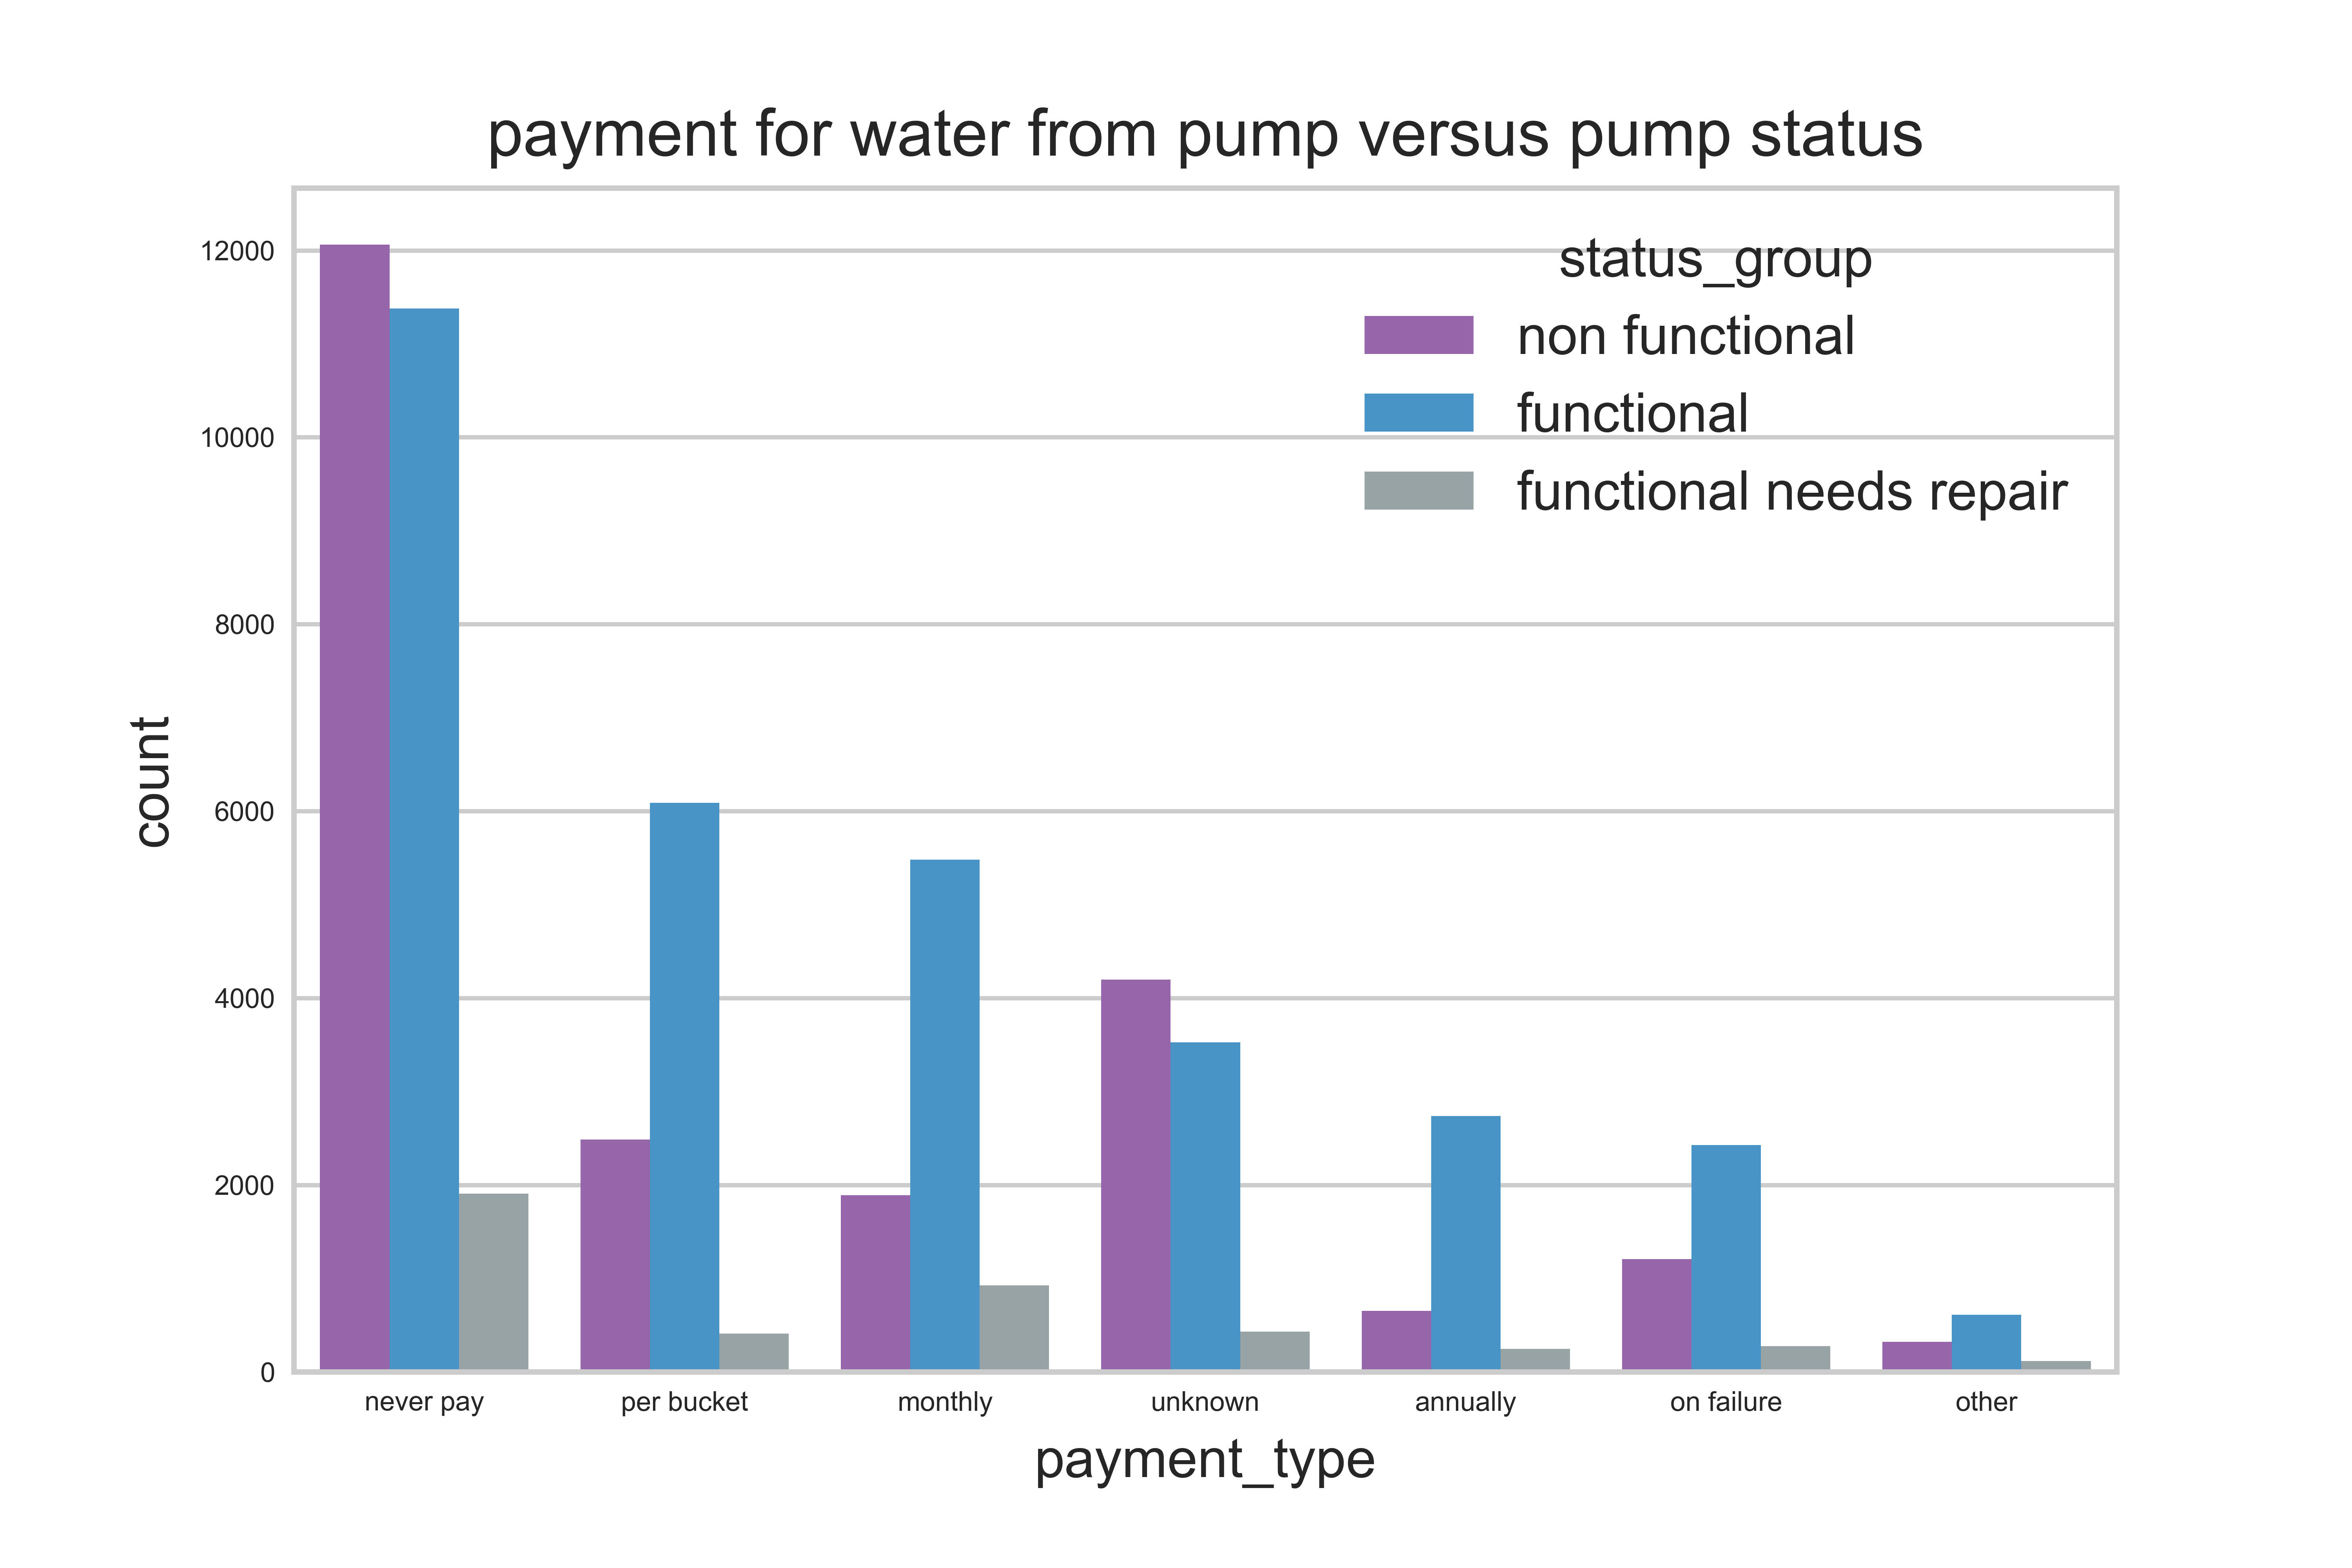 payment for water from pump versus pump status
12000
10000
8000
6000
4000
2000
0
count
status_group
non functional
functional
functional needs repair
never pay per bucket monthly unknown annually on failure other
payment_type